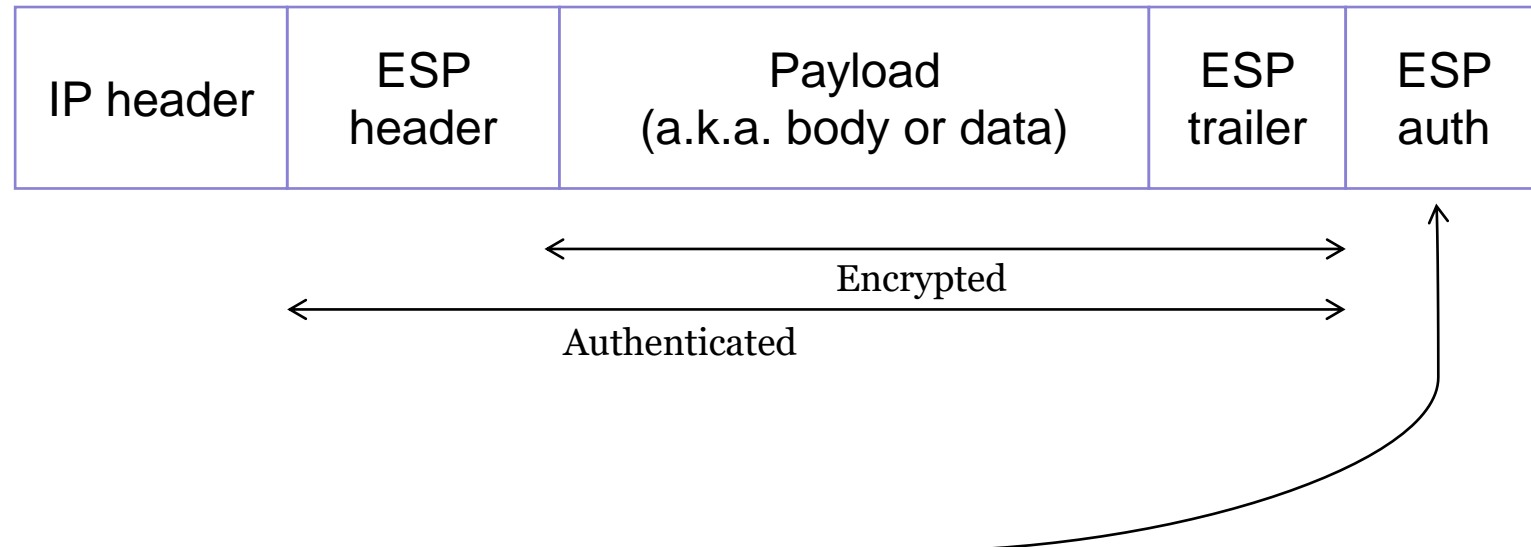 IP header
ESP
header
Payload
(a.k.a. body or data)
ESP
trailer
ESP
auth
Encrypted
Authenticated